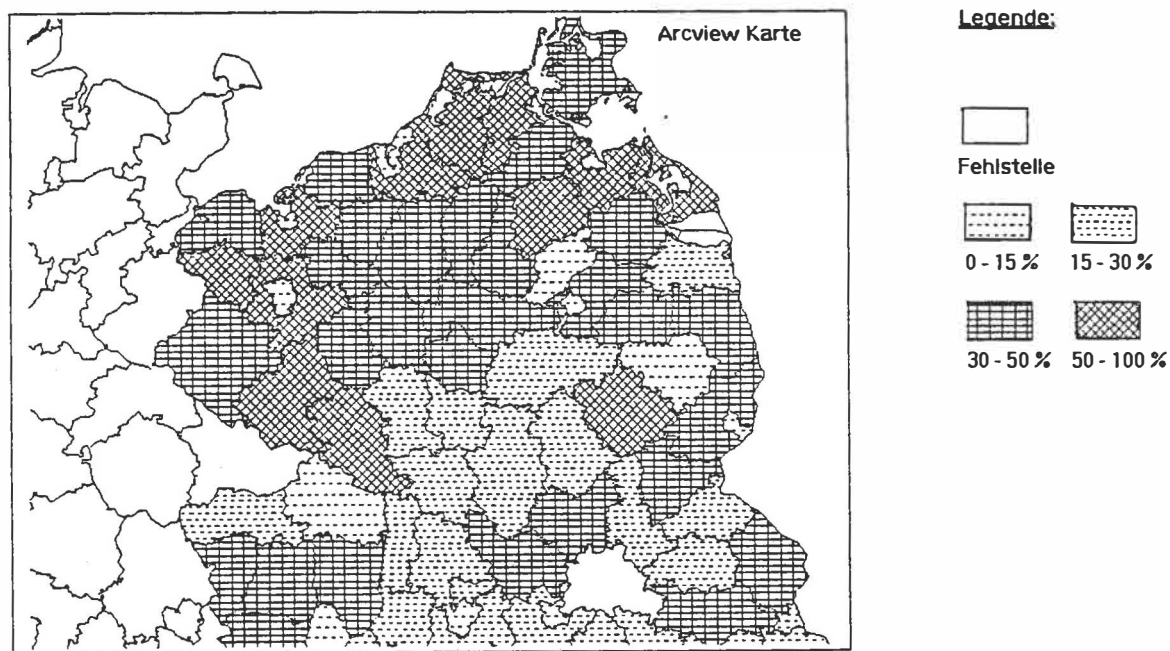 Arcview Karte
Legende:
Fehlstelle
0 - 15 % 15 - 30 %
30 - 50 % 50 - 100 %